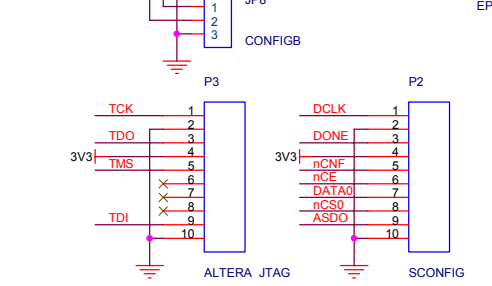 JP8
EP
1
2
3
CONFIGB
P3
P2
TCK 1
2
TDO 3
3V3 4
TMS 5
6
7
8
TDI 9
10
ALTERA JTAG
DCLK 1
2
DONE 3
3V3 4
nCNF 5
nCE 6
DATA0 7
nCS0 8
ASDO 9
10
SCONFIG